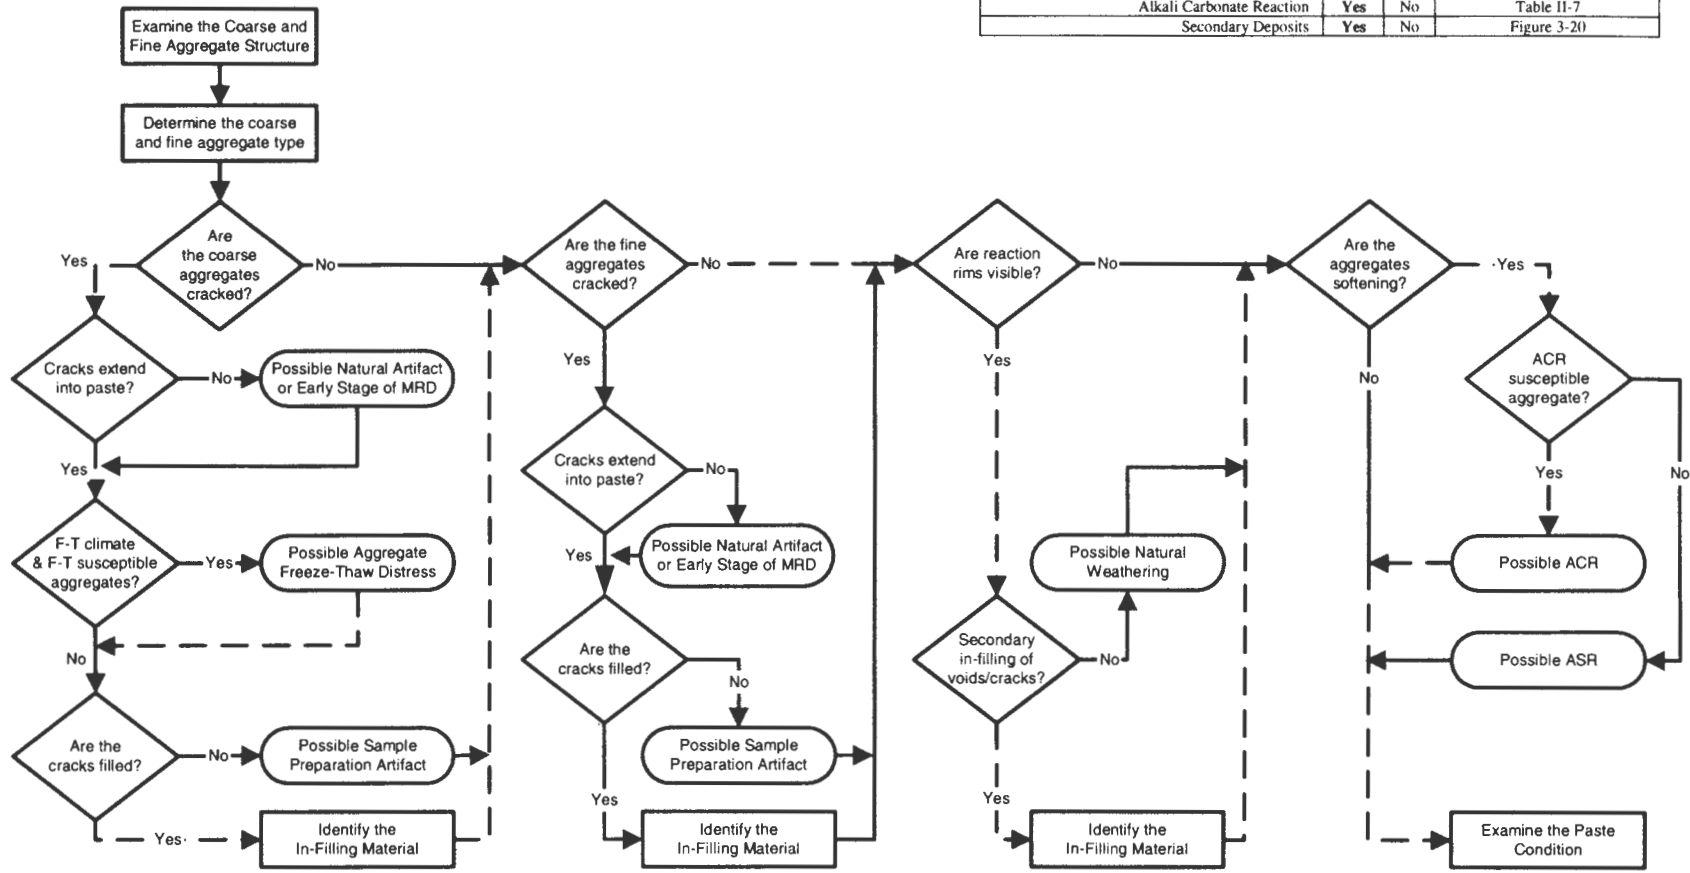 Alkali Carbonate Reaction Yes No Table II-7
Secondary Deposits Yes No Figure 3-20
Examine the Coarse and
Fine Aggregate Structure
Determine the coarse
and fine aggregate type
Are
the coarse
aggregates
cracked?
Yes
No
Cracks extend
into paste?
No
Possible Natural Artifact
or Early Stage of MRD
Yes
F-T climate
& F-T susceptible
aggregates?
Yes
Possible Aggregate
Freeze-Thaw Distress
No
Are the
cracks filled?
No
Possible Sample
Preparation Artifact
Yes
Identify the
In-Filling Material
Are the fine
aggregates
cracked?
No
Yes
Cracks extend
into paste?
No
Possible Natural Artifact
or Early Stage of MRD
Yes
Are the
cracks filled?
No
Possible Sample
Preparation Artifact
Yes
Identify the
In-Filling Material
Are reaction
rims visible?
No
Yes
Possible Natural
Weathering
Secondary
in-filling of
voids/cracks?
No
Yes
Identify the
In-Filling Material
Are the
aggregates
softening?
Yes
No
ACR
susceptible
aggregate?
Yes
No
Possible ACR
Possible ASR
Examine the Paste
Condition